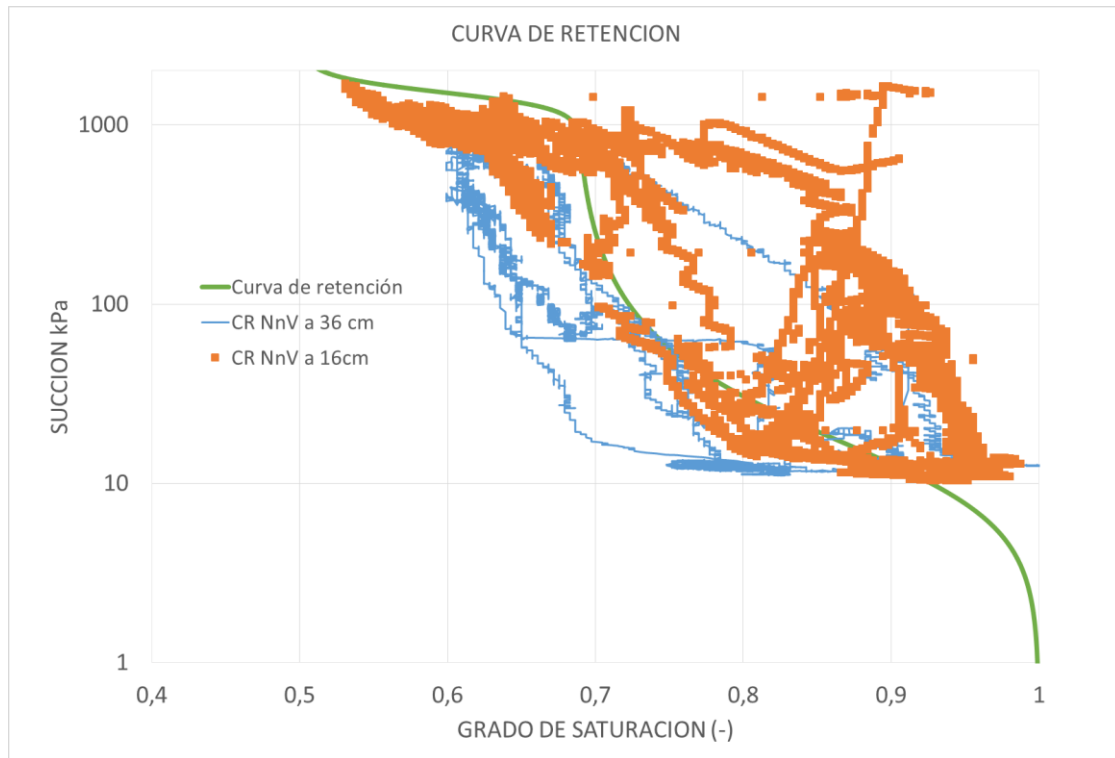 CURVA DE RETENCION
SUCCION kPa
1000
100
10
1
Curva de retención
CR NnV a 36 cm
CR NnV a 16cm
0,4 0,5 0,6 0,7 0,8 0,9 1
GRADO DE SATURACION (-)